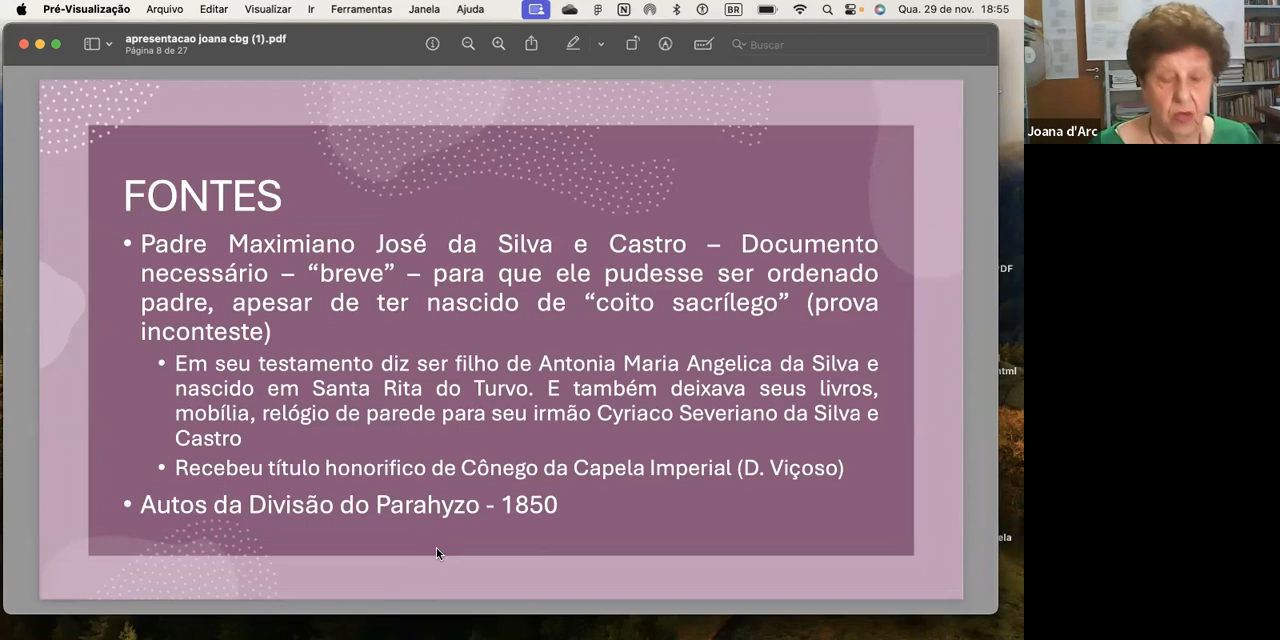 Pré-Visualização Arquivo Editar Visualizar Ir Ferramentas Janela Ajuda BR Qua. 29 de nov. 18:55
apresentacao joana cbg (1).pdf
Página 8 de 27
Buscar
Joana d'Arc
FONTES
• Padre Maximiano José da Silva e Castro – Documento
necessário – “breve” – para que ele pudesse ser ordenado
padre, apesar de ter nascido de “coito sacrílego” (prova
inconteste)
• Em seu testamento diz ser filho de Antonia Maria Angelica da Silva e
nascido em Santa Rita do Turvo. E também deixava seus livros,
mobília, relógio de parede para seu irmão Cyriaco Severiano da Silva e
Castro
• Recebeu título honorifico de Cônego da Capela Imperial (D. Viçoso)
• Autos da Divisão do Parahyzo - 1850
DF
html
ela